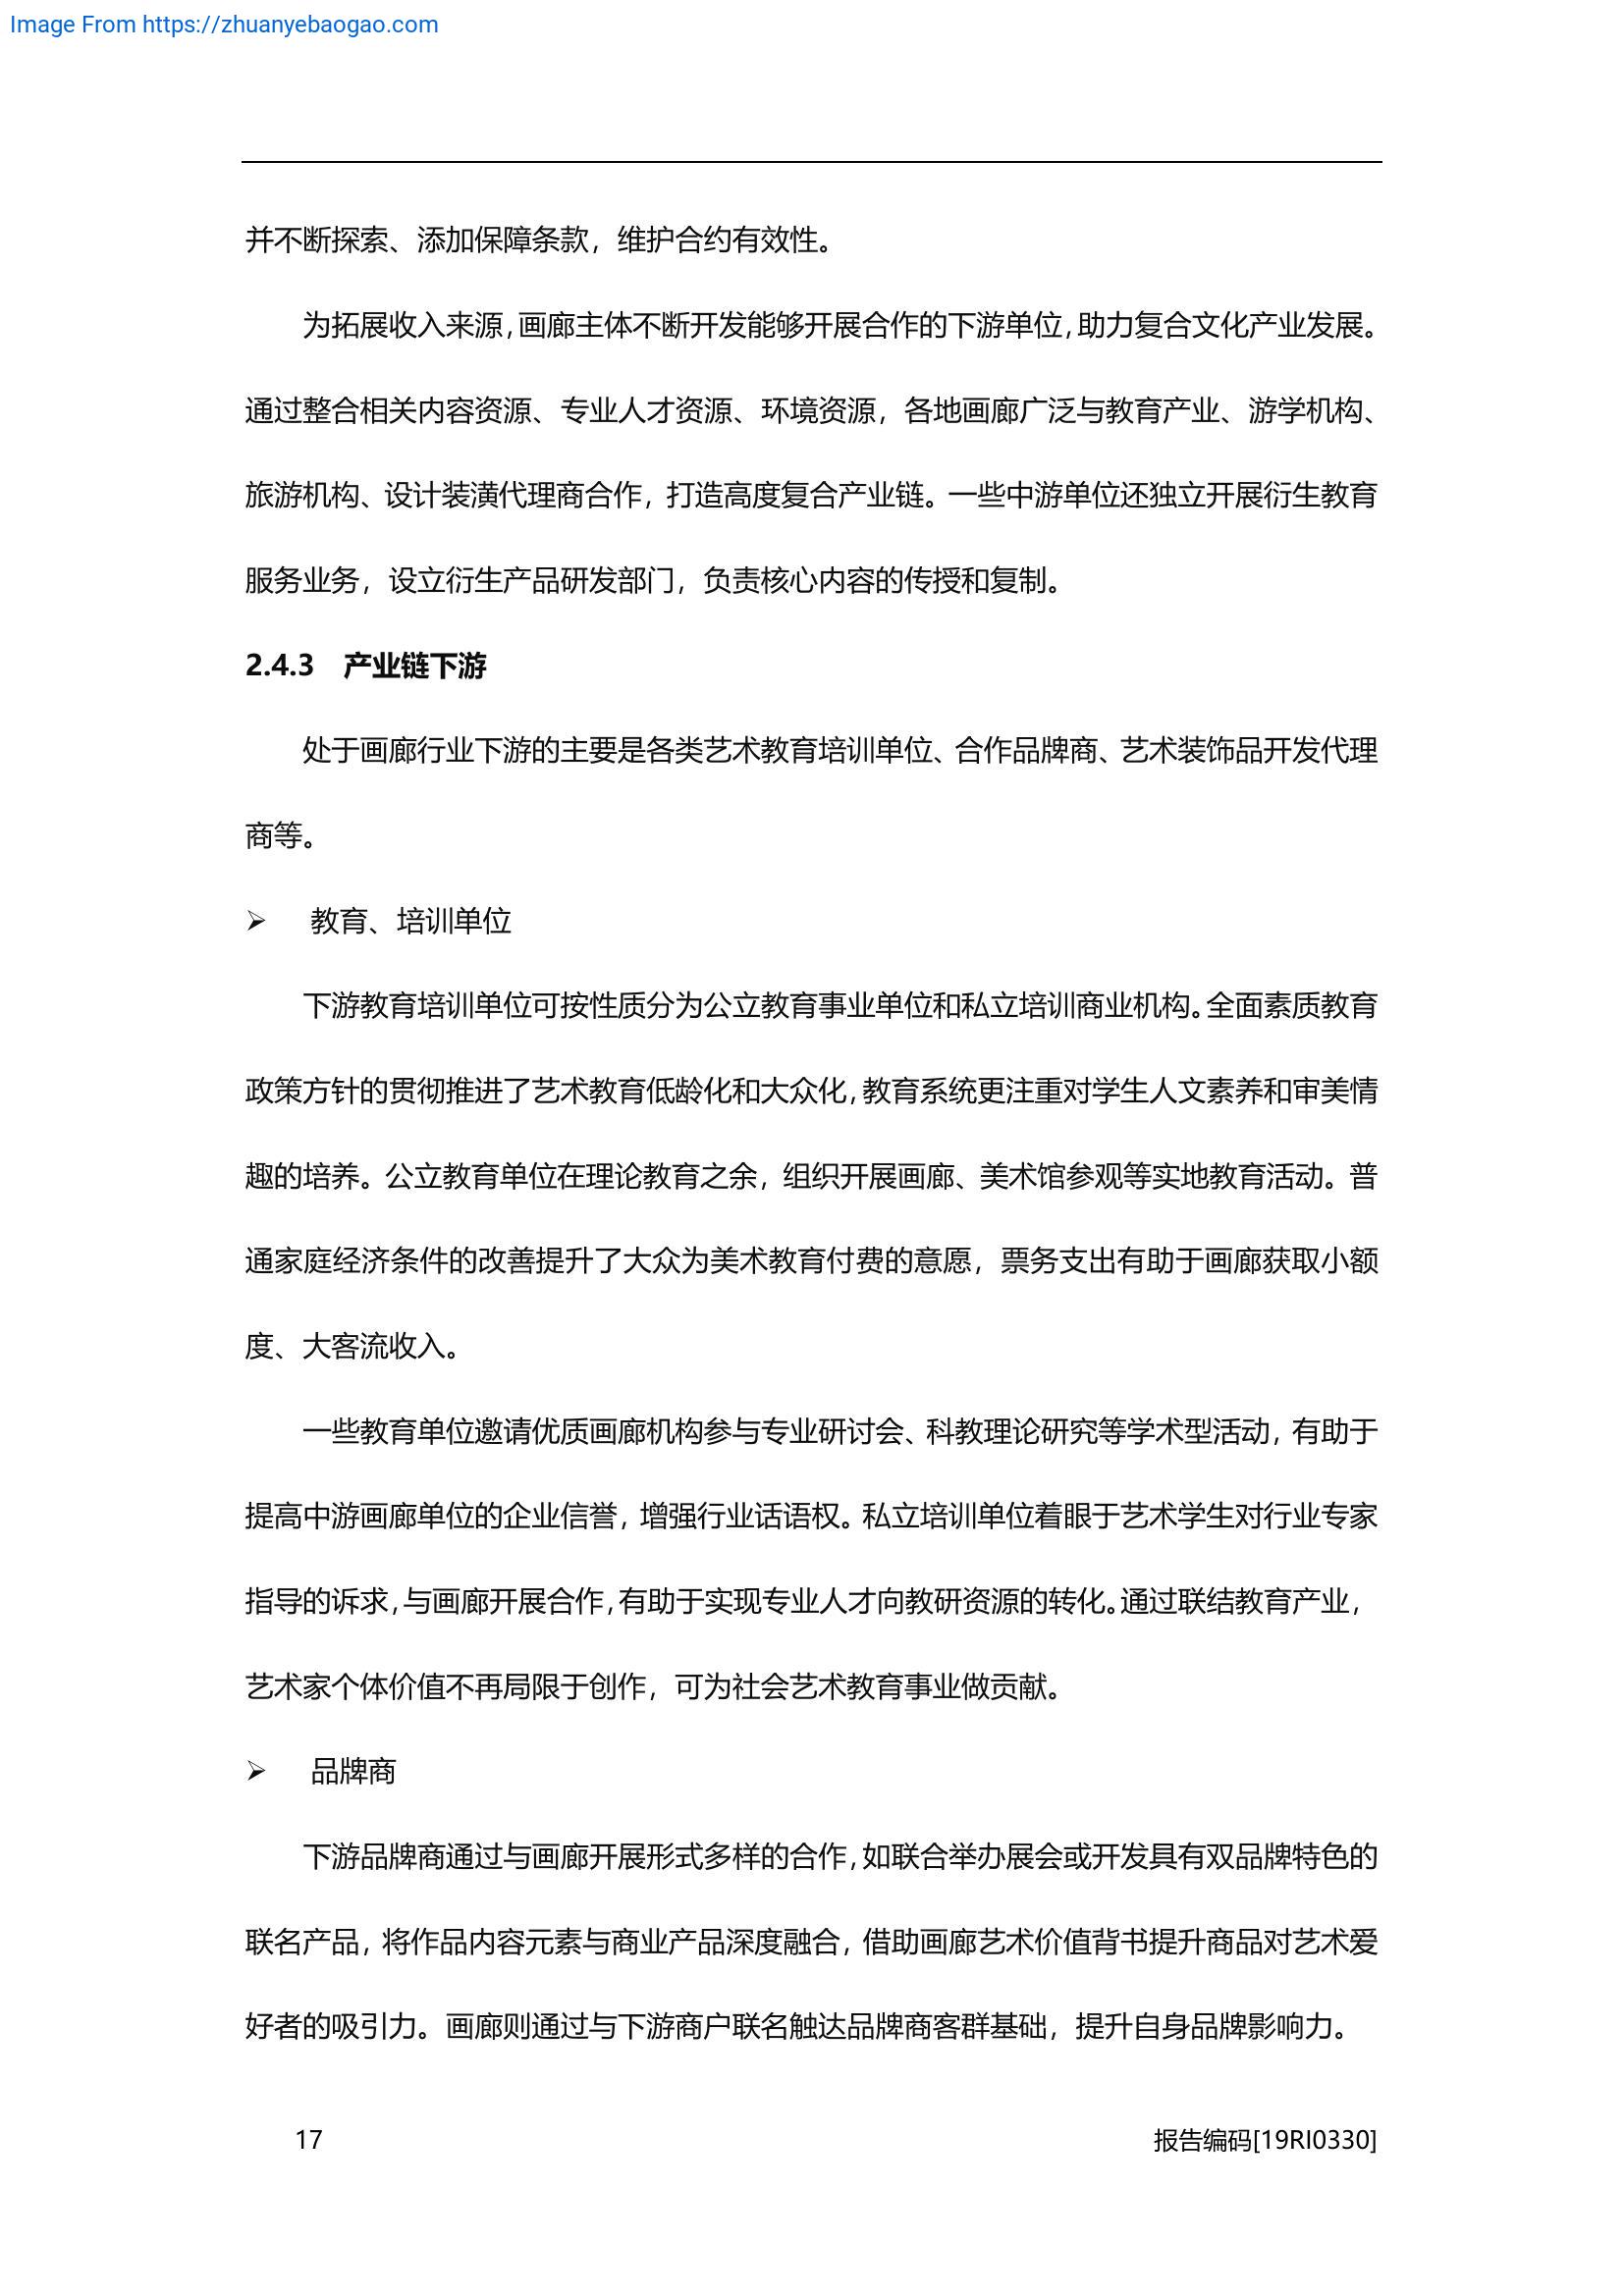 Image From https://zhuanyebaogao.com
并不断探索、添加保障条款，维护合约有效性。
为拓展收入来源，画廊主体不断开发能够开展合作的下游单位，助力复合文化产业发展。
通过整合相关内容资源、专业人才资源、环境资源，各地画廊广泛与教育产业、游学机构、
旅游机构、设计装潢代理商合作，打造高度复合产业链。一些中游单位还独立开展衍生教育
服务业务，设立衍生产品研发部门，负责核心内容的传授和复制。
2.4.3 产业链下游
处于画廊行业下游的主要是各类艺术教育培训单位、合作品牌商、艺术装饰品开发代理
商等。
➢ 教育、培训单位
下游教育培训单位可按性质分为公立教育事业单位和私立培训商业机构。全面素质教育
政策方针的贯彻推进了艺术教育低龄化和大众化，教育系统更注重对学生人文素养和审美情
趣的培养。公立教育单位在理论教育之余，组织开展画廊、美术馆参观等实地教育活动。普
通家庭经济条件的改善提升了大众为美术教育付费的意愿，票务支出有助于画廊获取小额
度、大客流收入。
一些教育单位邀请优质画廊机构参与专业研讨会、科教理论研究等学术型活动，有助于
提高中游画廊单位的企业信誉，增强行业话语权。私立培训单位着眼于艺术学生对行业专家
指导的诉求，与画廊开展合作，有助于实现专业人才向教研资源的转化。通过联结教育产业，
艺术家个体价值不再局限于创作，可为社会艺术教育事业做贡献。
➢ 品牌商
下游品牌商通过与画廊开展形式多样的合作，如联合举办展会或开发具有双品牌特色的
联名产品，将作品内容元素与商业产品深度融合，借助画廊艺术价值背书提升商品对艺术爱
好者的吸引力。画廊则通过与下游商户联名触达品牌商客群基础，提升自身品牌影响力。
17 报告编码[19RI0330]